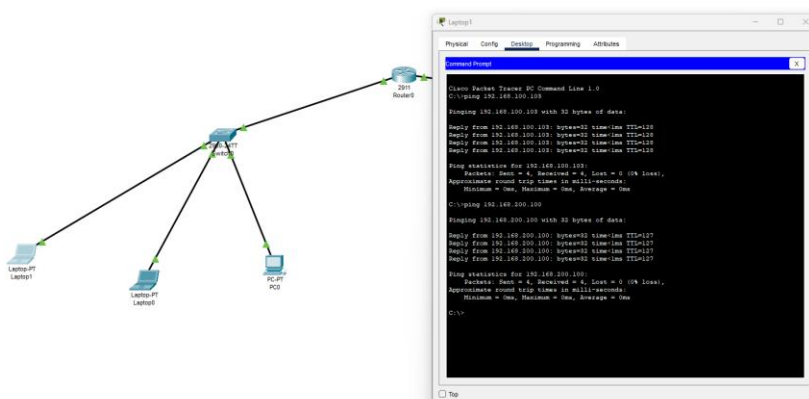 Laptop1
Physical Config Desktop Programming Attributes
Command Prompt X
Cisco Packet Tracer PC Command Line 1.0
C:\>ping 192.168.100.103
Pinging 192.168.100.103 with 32 bytes of data:
Reply from 192.168.100.103: bytes=32 time<1ms TTL=128
Reply from 192.168.100.103: bytes=32 time<1ms TTL=128
Reply from 192.168.100.103: bytes=32 time<1ms TTL=128
Reply from 192.168.100.103: bytes=32 time<1ms TTL=128
Ping statistics for 192.168.100.103:
Packets: Sent = 4, Received = 4, Lost = 0 (0% loss),
Approximate round trip times in milli-seconds:
Minimum = 0ms, Maximum = 0ms, Average = 0ms
C:\>ping 192.168.200.100
Pinging 192.168.200.100 with 32 bytes of data:
Reply from 192.168.200.100: bytes=32 time<1ms TTL=127
Reply from 192.168.200.100: bytes=32 time<1ms TTL=127
Reply from 192.168.200.100: bytes=32 time<1ms TTL=127
Reply from 192.168.200.100: bytes=32 time<1ms TTL=127
Ping statistics for 192.168.200.100:
Packets: Sent = 4, Received = 4, Lost = 0 (0% loss),
Approximate round trip times in milli-seconds:
Minimum = 0ms, Maximum = 0ms, Average = 0ms
C:\>
Top
2911
Router0
Laptop-PT
Laptop1
Laptop-PT
Laptop0
PC-PT
PC0